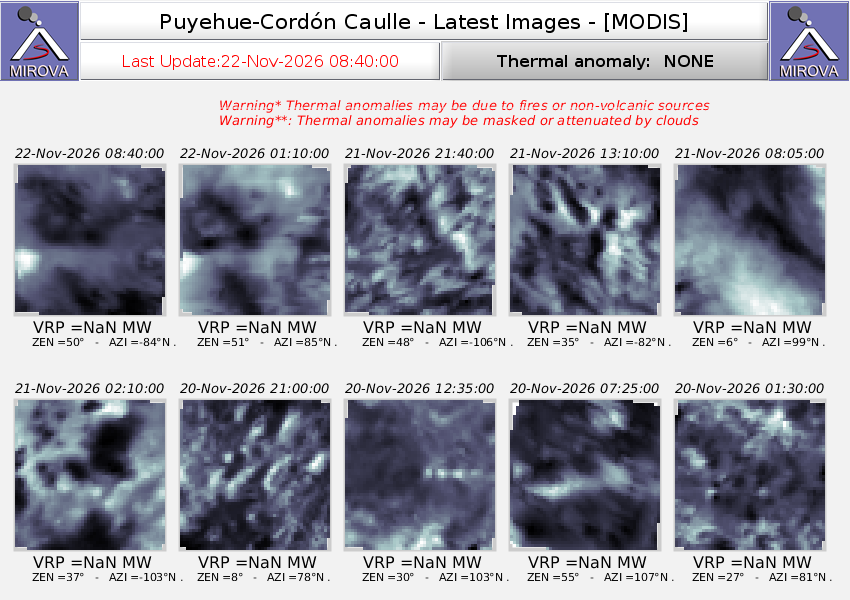 Puyehue-Cordón Caulle - Latest Images - [MODIS]
MIROVA
Last Update:22-Nov-2026 08:40:00
Thermal anomaly: NONE
MIROVA
Warning* Thermal anomalies may be due to fires or non-volcanic sources
Warning**: Thermal anomalies may be masked or attenuated by clouds
22-Nov-2026 08:40:00 22-Nov-2026 01:10:00 21-Nov-2026 21:40:00 21-Nov-2026 13:10:00 21-Nov-2026 08:05:00
VRP =NaN MW VRP =NaN MW VRP =NaN MW VRP =NaN MW VRP =NaN MW
ZEN =50° - AZI =-84°N . ZEN =51° - AZI =85°N . ZEN =48° - AZI =-106°N . ZEN =35° - AZI =-82°N . ZEN =6° - AZI =99°N .
21-Nov-2026 02:10:00 20-Nov-2026 21:00:00 20-Nov-2026 12:35:00 20-Nov-2026 07:25:00 20-Nov-2026 01:30:00
VRP =NaN MW VRP =NaN MW VRP =NaN MW VRP =NaN MW VRP =NaN MW
ZEN =37° - AZI =-103°N . ZEN =8° - AZI =78°N . ZEN =30° - AZI =103°N . ZEN =55° - AZI =107°N . ZEN =27° - AZI =81°N .